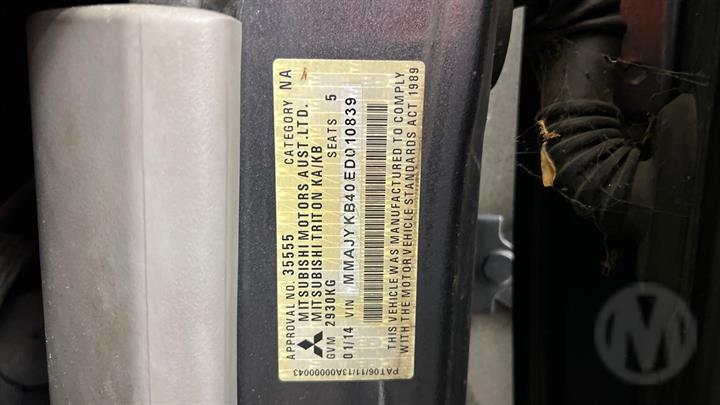 APPROVAL NO. 35555 CATEGORY NA
MITSUBISHI MOTORS AUST.LTD.
MITSUBISHI TRITON KA/KB
GVM 2930KG SEATS 5
01/14 VIN MMAJYKB40ED010839
THIS VEHICLE WAS MANUFACTURED TO COMPLY
WITH THE MOTOR VEHICLE STANDARDS ACT 1989
PAT06/11/13A00000043
M